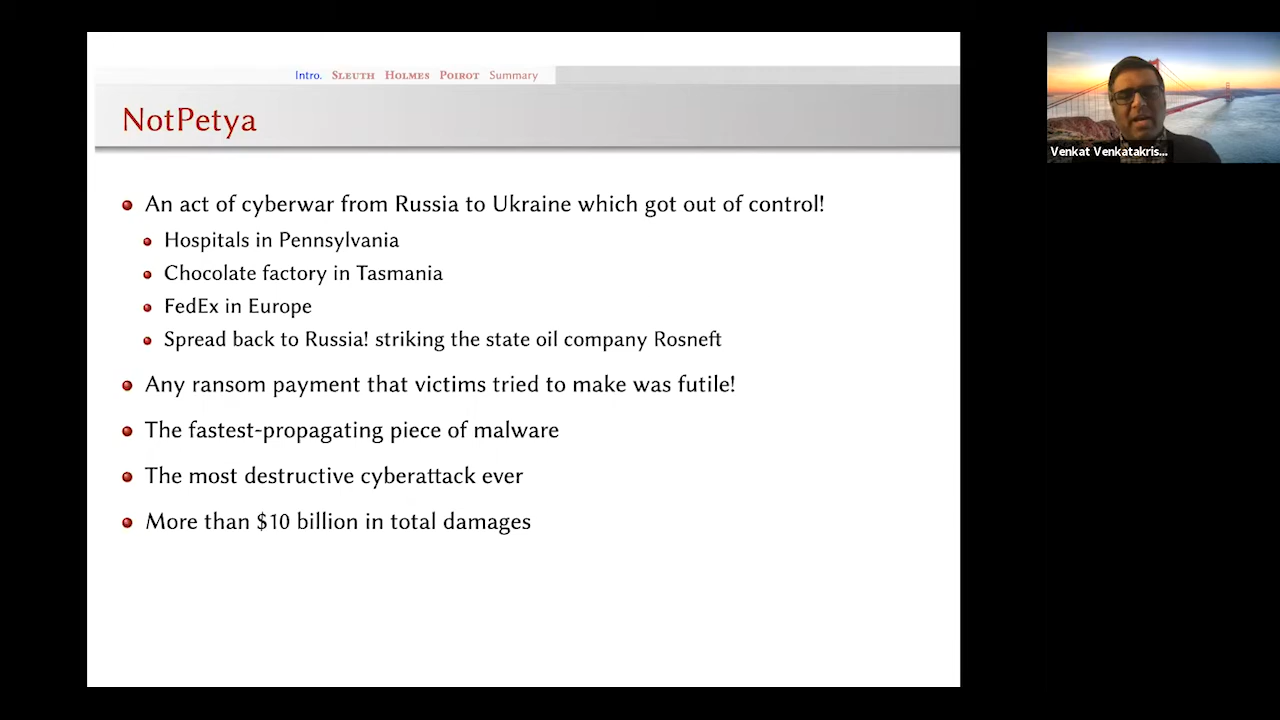 Intro. SLEUTH HOLMES POIROT Summary
NotPetya
An act of cyberwar from Russia to Ukraine which got out of control!
Hospitals in Pennsylvania
Chocolate factory in Tasmania
FedEx in Europe
Spread back to Russia! striking the state oil company Rosneft
Any ransom payment that victims tried to make was futile!
The fastest-propagating piece of malware
The most destructive cyberattack ever
More than $10 billion in total damages
Venkat Venkatakris...